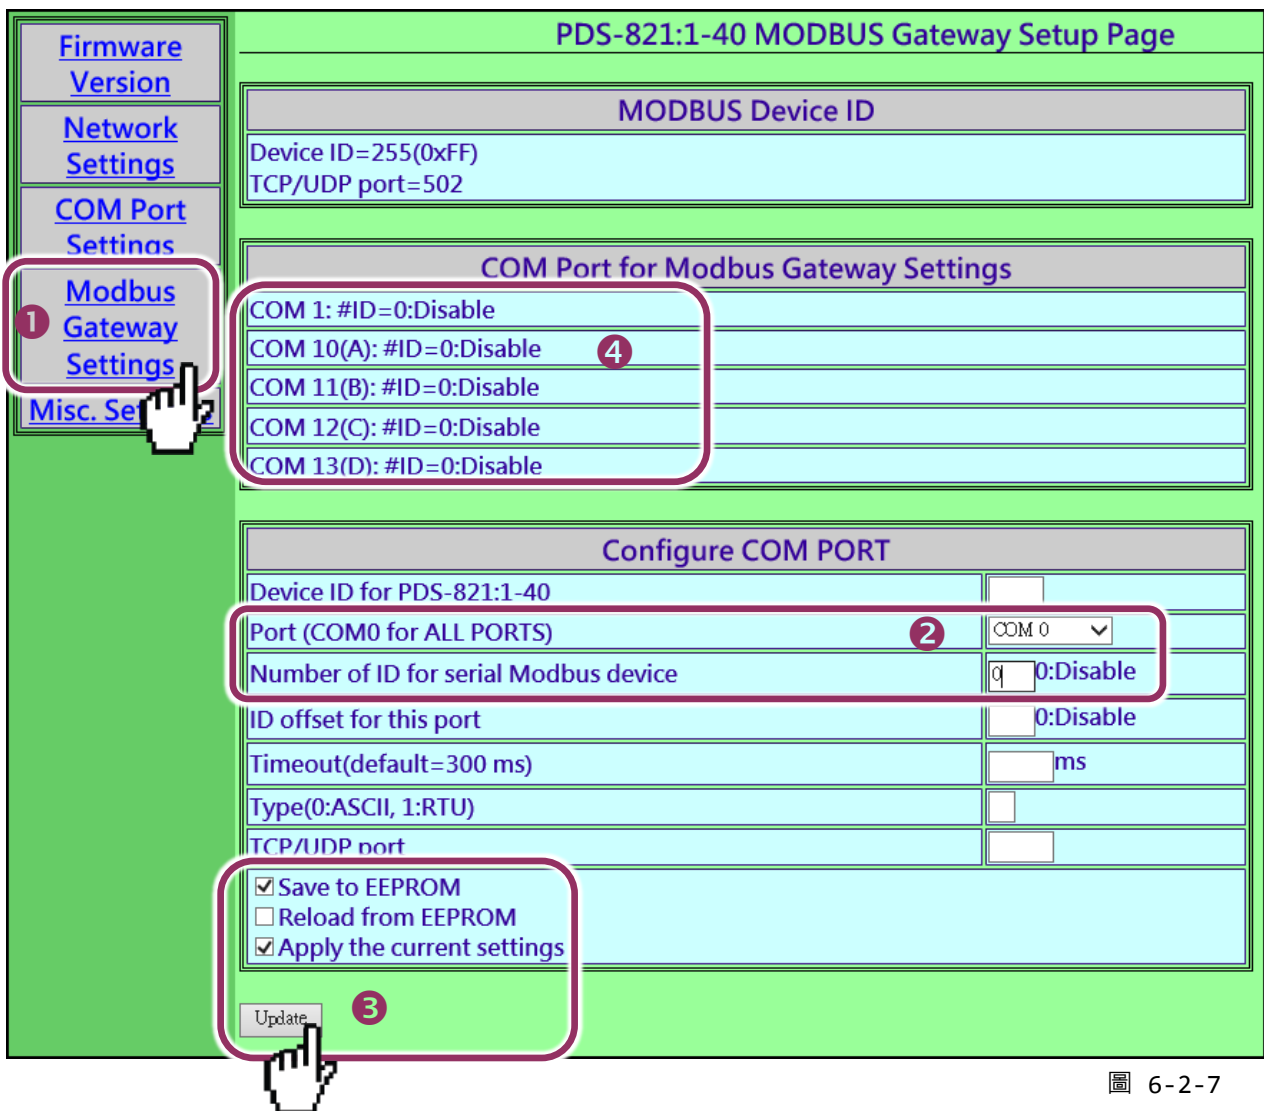 PDS-821:1-40 MODBUS Gateway Setup Page
Firmware
Version
Network
Settings
COM Port
Settings
1
Modbus
Gateway
Settings
Misc. Se
MODBUS Device ID
Device ID=255(0xFF)
TCP/UDP port=502
COM Port for Modbus Gateway Settings
COM 1: #ID=0:Disable
COM 10(A): #ID=0:Disable
4
COM 11(B): #ID=0:Disable
COM 12(C): #ID=0:Disable
COM 13(D): #ID=0:Disable
Configure COM PORT
Device ID for PDS-821:1-40
Port (COM0 for ALL PORTS) 2 COM 0
Number of ID for serial Modbus device 0 0:Disable
ID offset for this port 0:Disable
Timeout(default=300 ms) ms
Type(0:ASCII, 1:RTU)
TCP/UDP port
Save to EEPROM
Reload from EEPROM
Apply the current settings
Update 3
圖 6-2-7